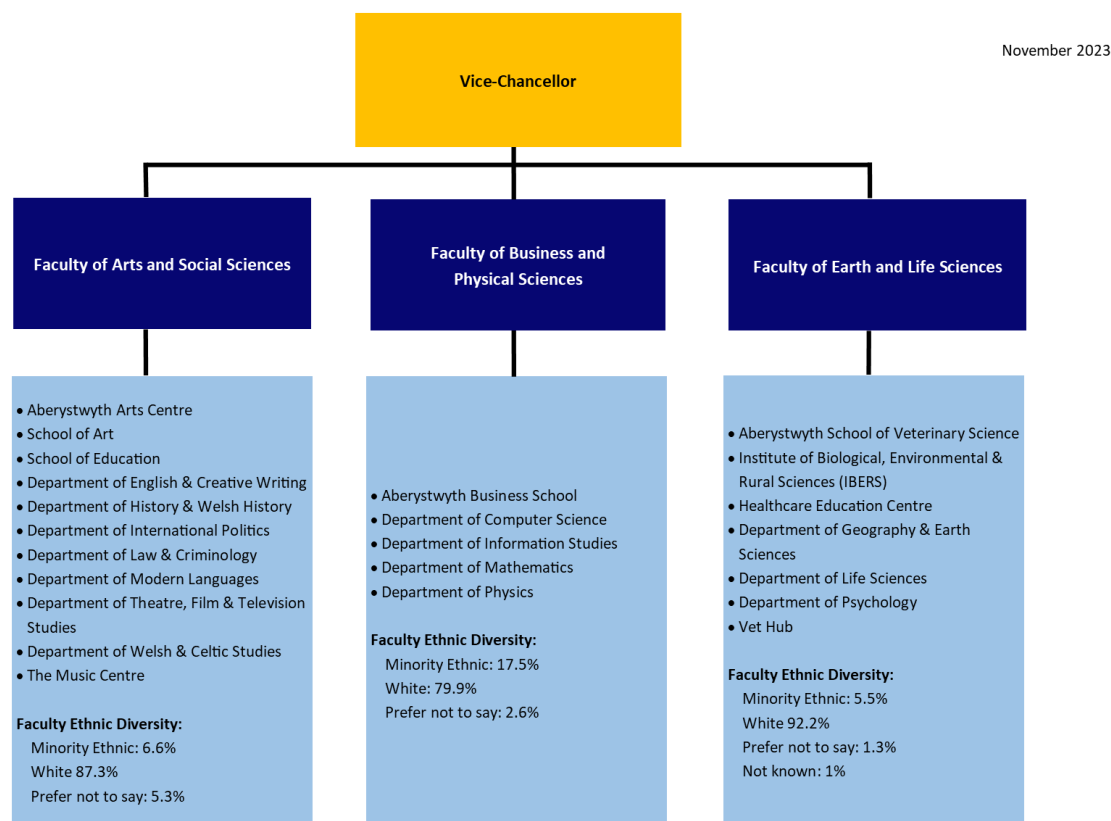 November 2023
Vice-Chancellor
Faculty of Arts and Social Sciences
Faculty of Business and
Physical Sciences
Faculty of Earth and Life Sciences
• Aberystwyth Arts Centre
• School of Art
• School of Education
• Department of English & Creative Writing
• Department of History & Welsh History
• Department of International Politics
• Department of Law & Criminology
• Department of Modern Languages
• Department of Theatre, Film & Television
Studies
• Department of Welsh & Celtic Studies
• The Music Centre
Faculty Ethnic Diversity:
Minority Ethnic: 6.6%
White 87.3%
Prefer not to say: 5.3%
• Aberystwyth Business School
• Department of Computer Science
• Department of Information Studies
• Department of Mathematics
• Department of Physics
Faculty Ethnic Diversity:
Minority Ethnic: 17.5%
White: 79.9%
Prefer not to say: 2.6%
• Aberystwyth School of Veterinary Science
• Institute of Biological, Environmental &
Rural Sciences (IBERS)
• Healthcare Education Centre
• Department of Geography & Earth
Sciences
• Department of Life Sciences
• Department of Psychology
• Vet Hub
Faculty Ethnic Diversity:
Minority Ethnic: 5.5%
White 92.2%
Prefer not to say: 1.3%
Not known: 1%